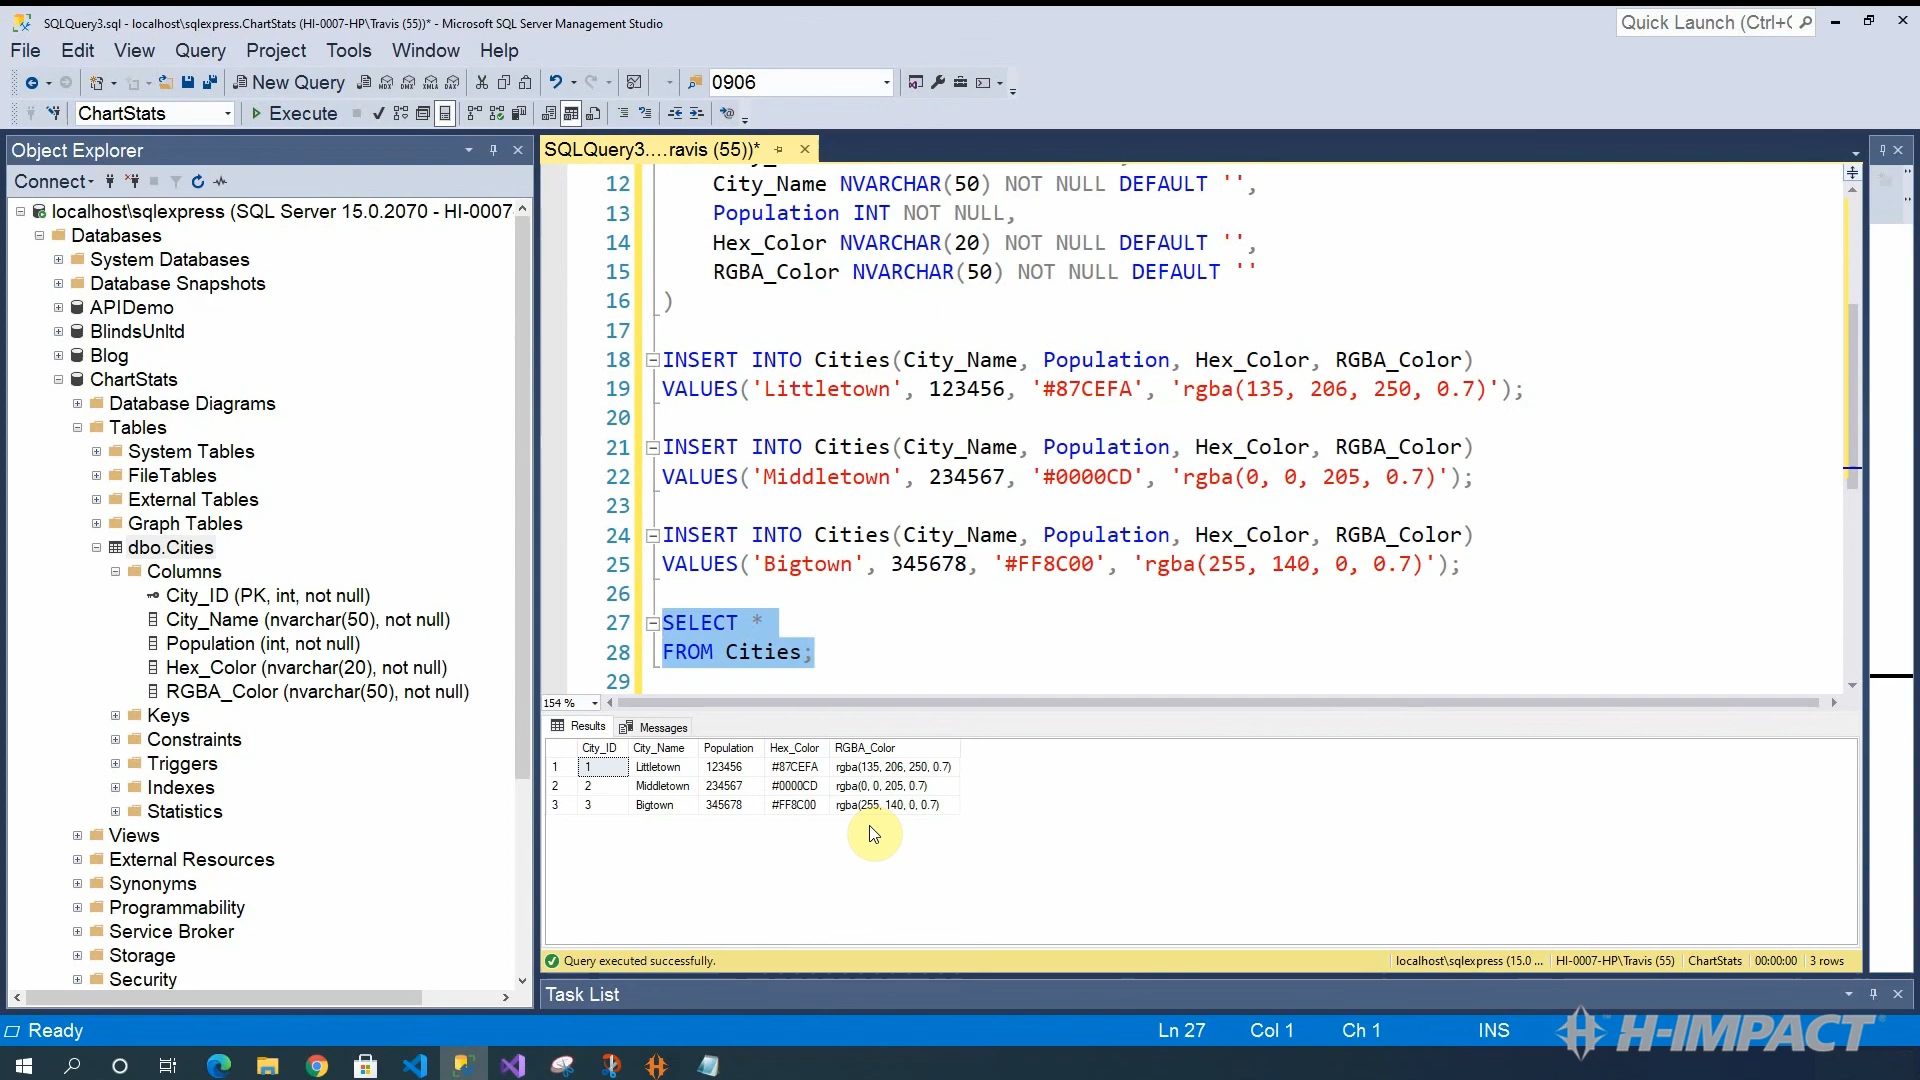 SQLQuery3.sql - localhost\sqlexpress.ChartStats (HI-0007-HP\Travis (55))* - Microsoft SQL Server Management Studio
Quick Launch (Ctrl+
File Edit View Query Project Tools Window Help
New Query
0906
ChartStats
Execute
Object Explorer
Connect
localhost\sqlexpress (SQL Server 15.0.2070 - HI-0007
Databases
System Databases
Database Snapshots
APIDemo
BlindsUnltd
Blog
ChartStats
Database Diagrams
Tables
System Tables
FileTables
External Tables
Graph Tables
dbo.Cities
Columns
City_ID (PK, int, not null)
City_Name (nvarchar(50), not null)
Population (int, not null)
Hex_Color (nvarchar(20), not null)
RGBA_Color (nvarchar(50), not null)
Keys
Constraints
Triggers
Indexes
Statistics
Views
External Resources
Synonyms
Programmability
Service Broker
Storage
Security
SQLQuery3....ravis (55))*
12 City_Name NVARCHAR(50) NOT NULL DEFAULT '',
13 Population INT NOT NULL,
14 Hex_Color NVARCHAR(20) NOT NULL DEFAULT '',
15 RGBA_Color NVARCHAR(50) NOT NULL DEFAULT ''
16 )
17
18 INSERT INTO Cities(City_Name, Population, Hex_Color, RGBA_Color)
19 VALUES('Littletown', 123456, '#87CEFA', 'rgba(135, 206, 250, 0.7)');
20
21 INSERT INTO Cities(City_Name, Population, Hex_Color, RGBA_Color)
22 VALUES('Middletown', 234567, '#0000CD', 'rgba(0, 0, 205, 0.7)');
23
24 INSERT INTO Cities(City_Name, Population, Hex_Color, RGBA_Color)
25 VALUES('Bigtown', 345678, '#FF8C00', 'rgba(255, 140, 0, 0.7)');
26
27 SELECT *
28 FROM Cities;
29
154 %
Results Messages
City_ID City_Name Population Hex_Color RGBA_Color
1 1 Littletown 123456 #87CEFA rgba(135, 206, 250, 0.7)
2 2 Middletown 234567 #0000CD rgba(0, 0, 205, 0.7)
3 3 Bigtown 345678 #FF8C00 rgba(255, 140, 0, 0.7)
Query executed successfully.
localhost\sqlexpress (15.0 ... HI-0007-HP\Travis (55) ChartStats 00:00:00 3 rows
Task List
Ready
Ln 27 Col 1 Ch 1 INS
H-IMPACT